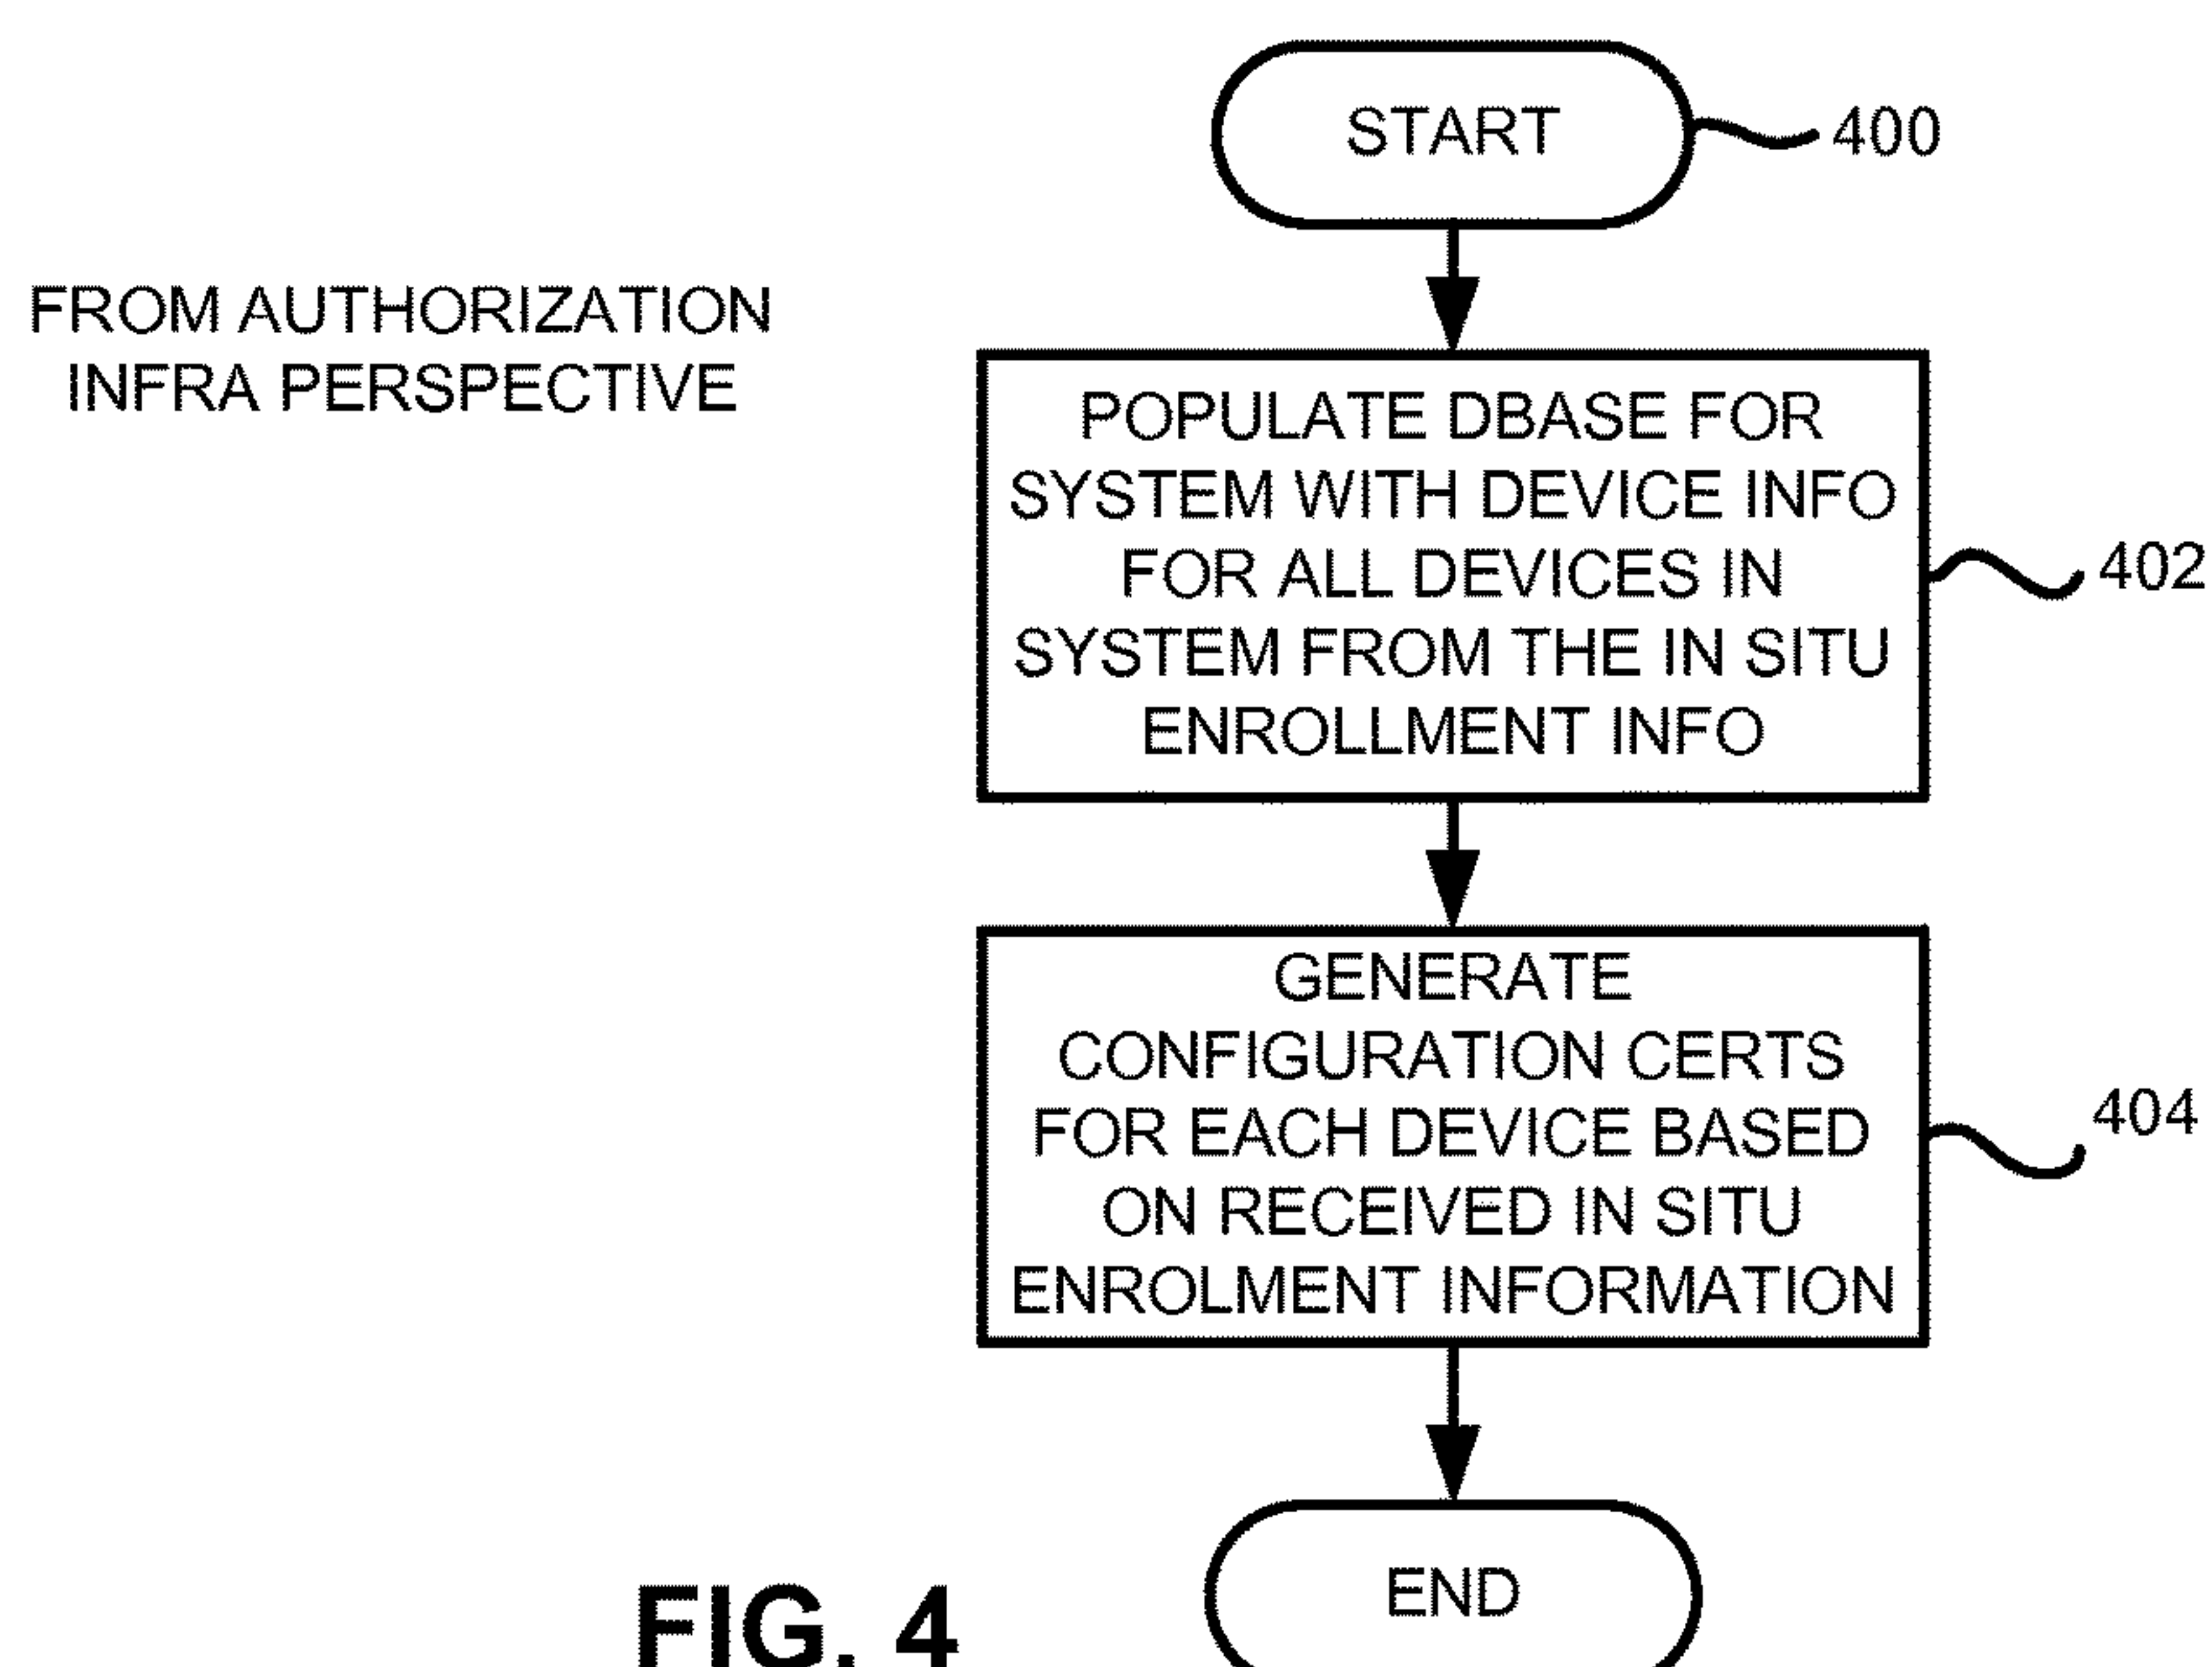 START
400
FROM AUTHORIZATION
INFRA PERSPECTIVE
POPULATE DBASE FOR
SYSTEM WITH DEVICE INFO
FOR ALL DEVICES IN
SYSTEM FROM THE IN SITU
ENROLLMENT INFO
402
GENERATE
CONFIGURATION CERTS
FOR EACH DEVICE BASED
ON RECEIVED IN SITU
ENROLMENT INFORMATION
404
END
FIG. 4